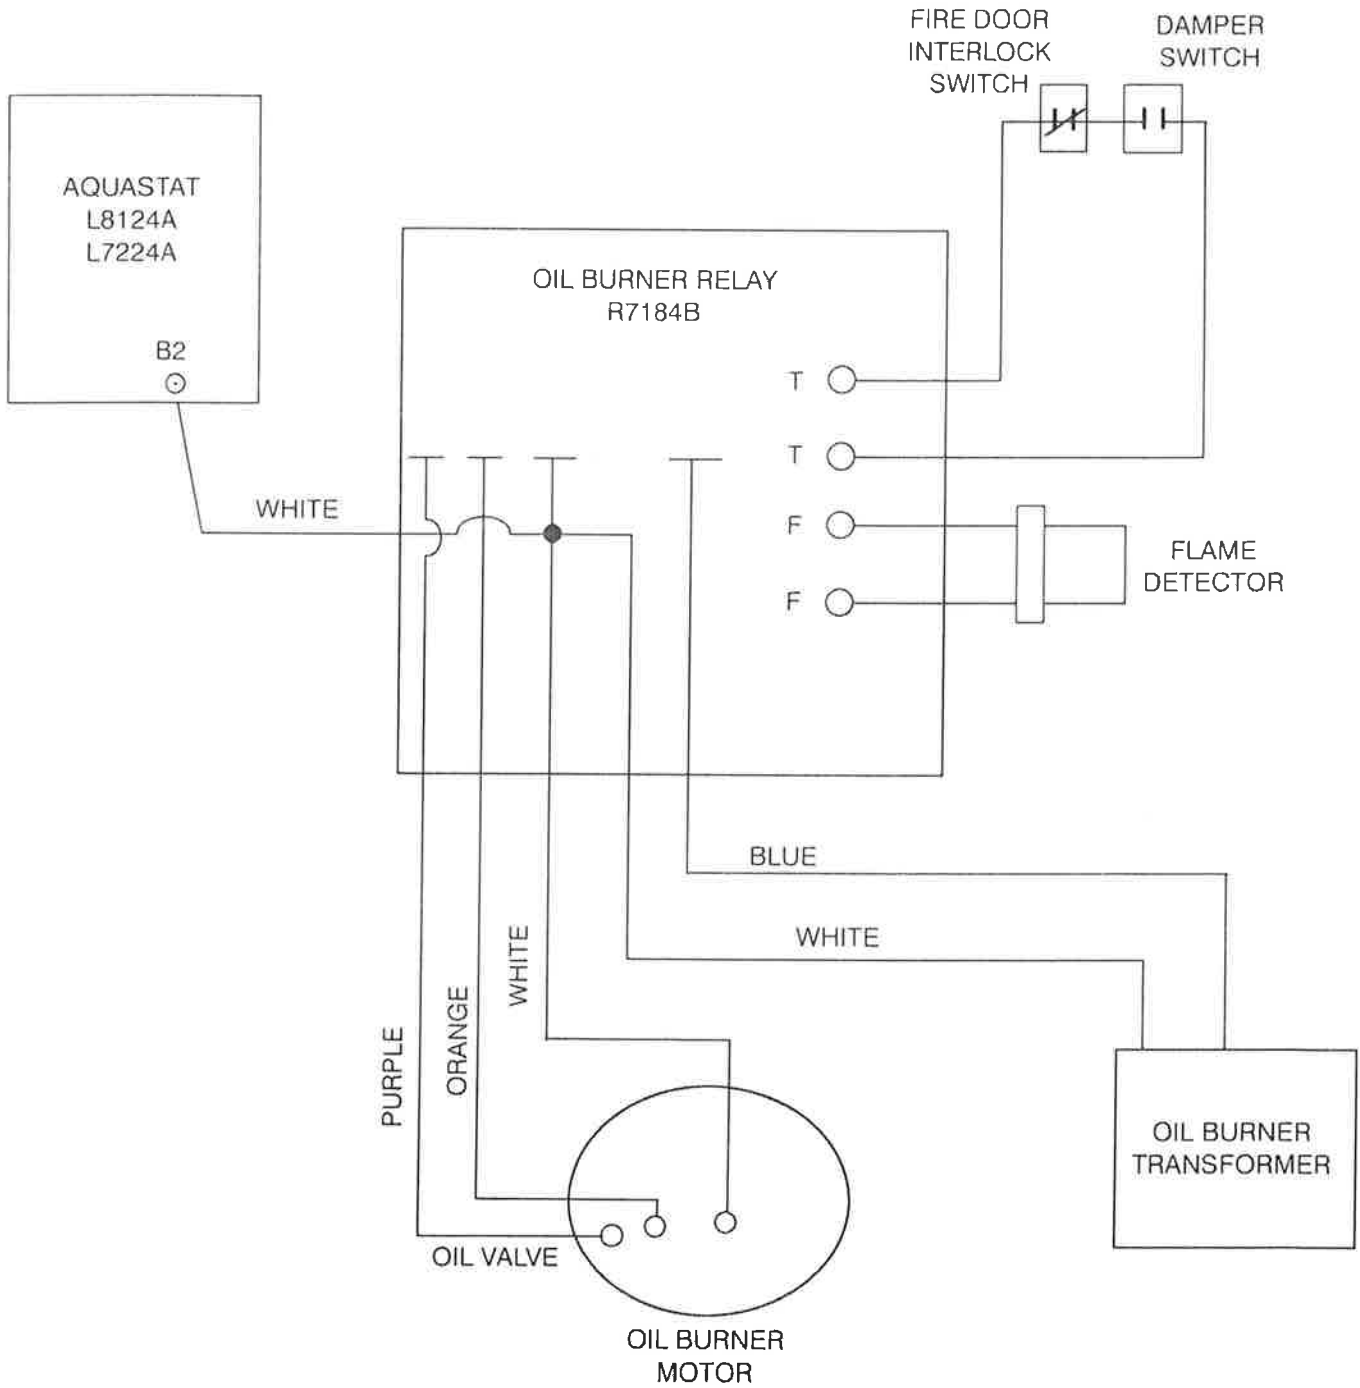 FIRE DOOR
INTERLOCK
SWITCH
DAMPER
SWITCH
AQUASTAT
L8124A
L7224A
B2
OIL BURNER RELAY
R7184B
T
T
F
F
FLAME
DETECTOR
WHITE
BLUE
WHITE
WHITE
ORANGE
PURPLE
OIL VALVE
OIL BURNER
TRANSFORMER
OIL BURNER
MOTOR